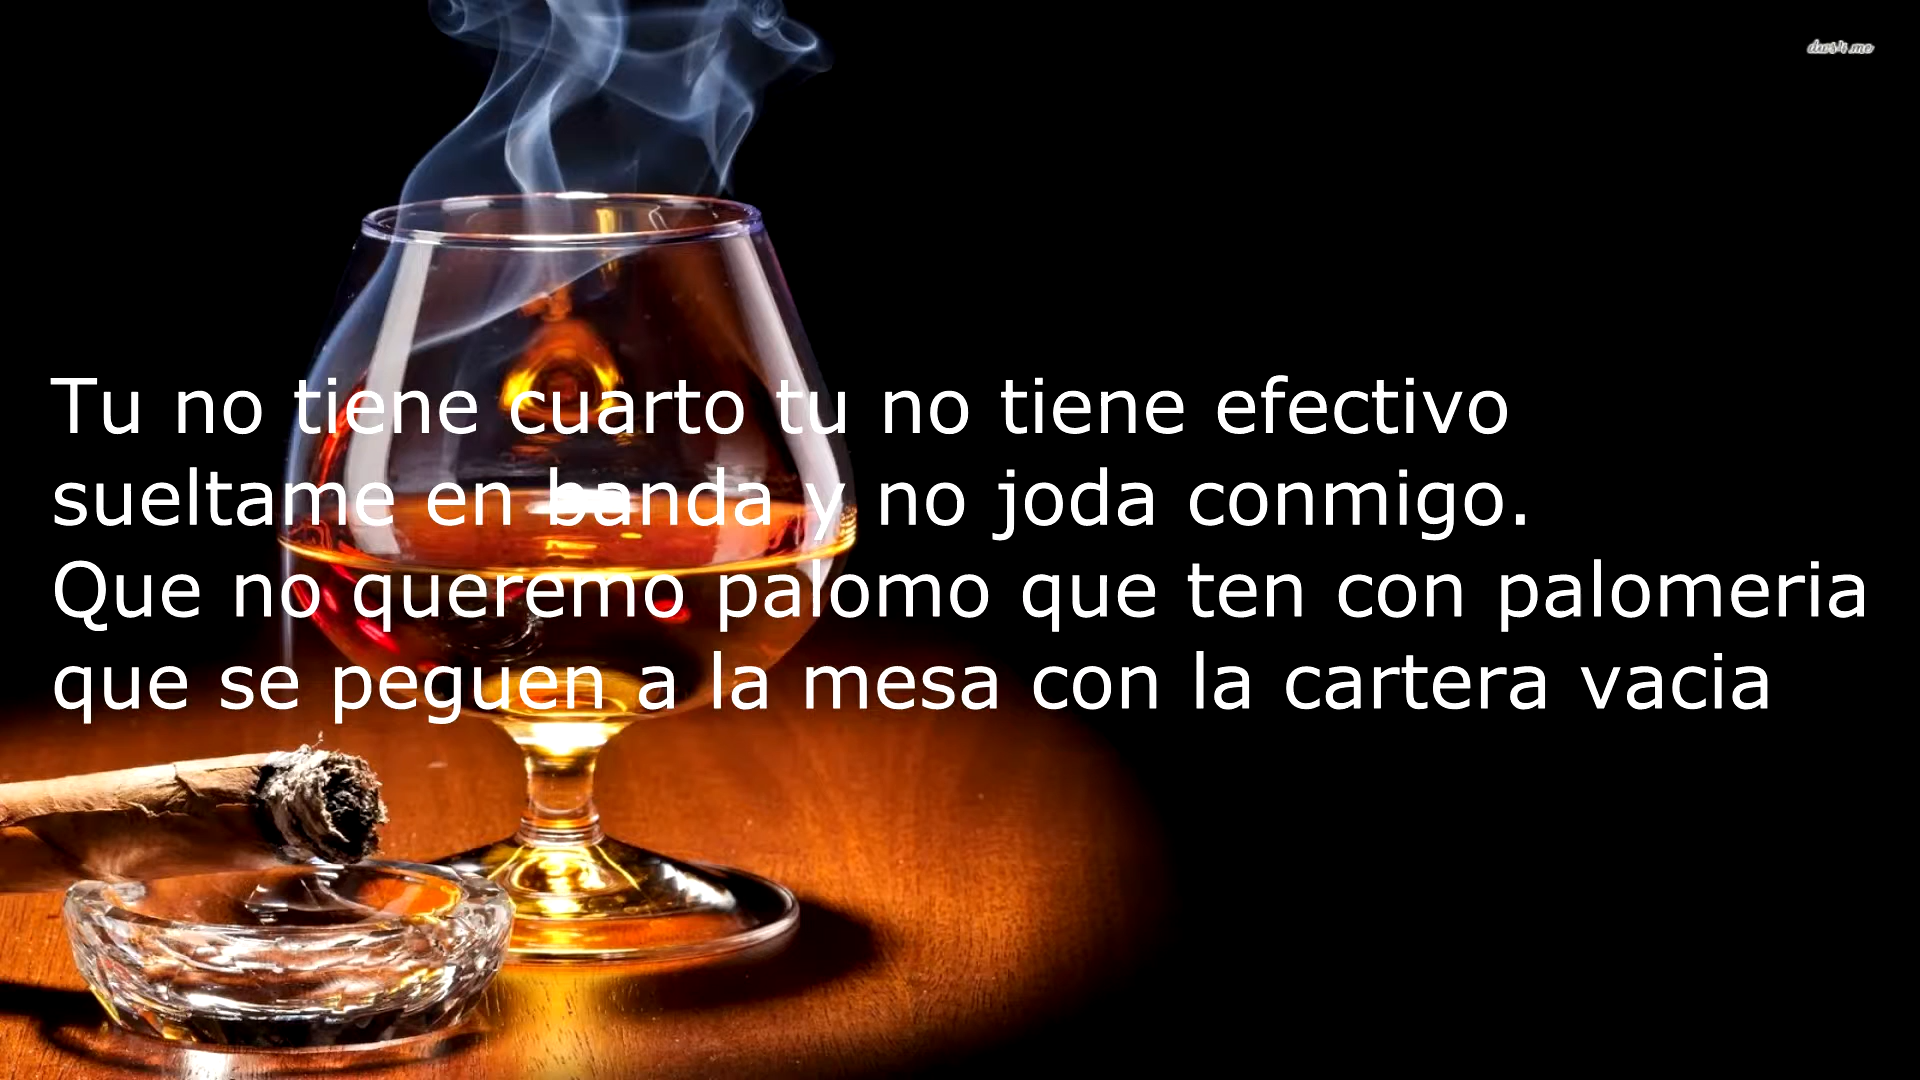 Tu no tiene cuarto tu no tiene efectivo
sueltame en banda y no joda conmigo.
Que no queremo palomo que ten con palomeria
que se peguen a la mesa con la cartera vacia